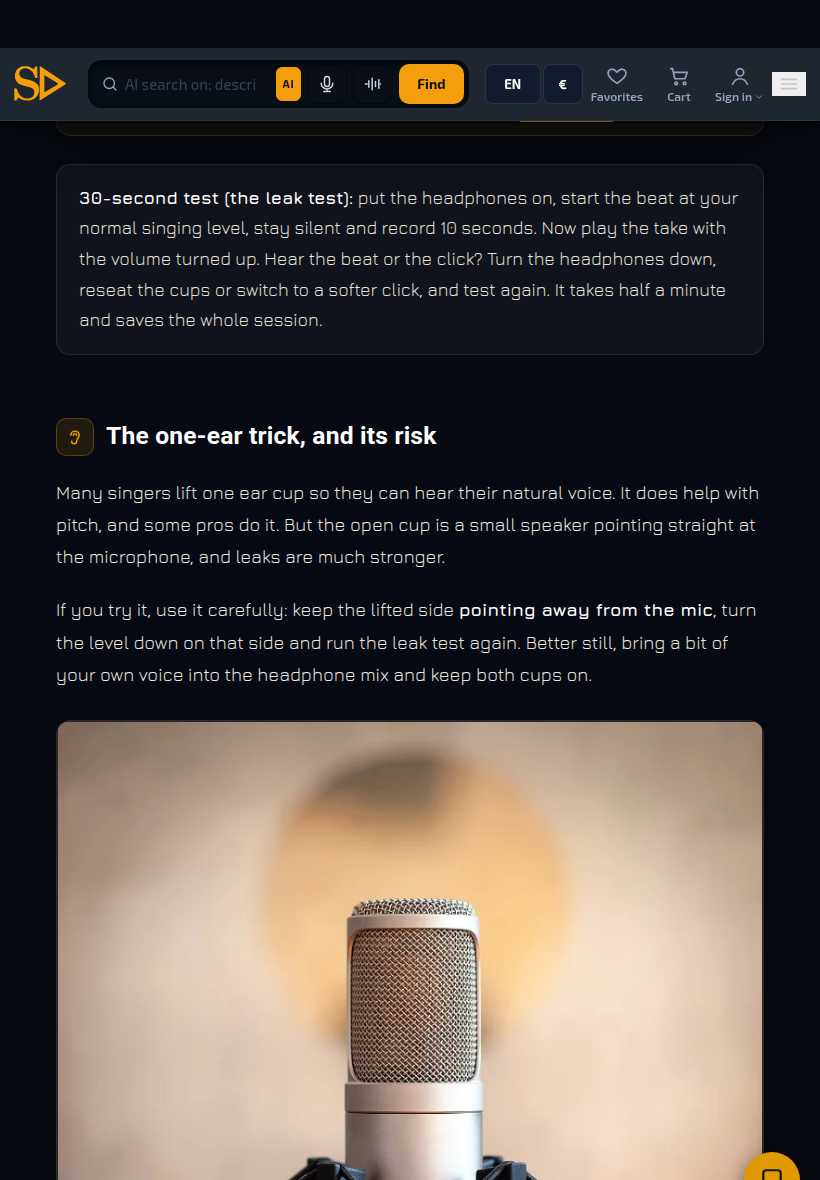 S
AI search on: descri
AI
Find
EN
€
Favorites
Cart
Sign in
30-second test (the leak test): put the headphones on, start the beat at your
normal singing level, stay silent and record 10 seconds. Now play the take with
the volume turned up. Hear the beat or the click? Turn the headphones down,
reseat the cups or switch to a softer click, and test again. It takes half a minute
and saves the whole session.
The one-ear trick, and its risk
Many singers lift one ear cup so they can hear their natural voice. It does help with
pitch, and some pros do it. But the open cup is a small speaker pointing straight at
the microphone, and leaks are much stronger.
If you try it, use it carefully: keep the lifted side pointing away from the mic, turn
the level down on that side and run the leak test again. Better still, bring a bit of
your own voice into the headphone mix and keep both cups on.